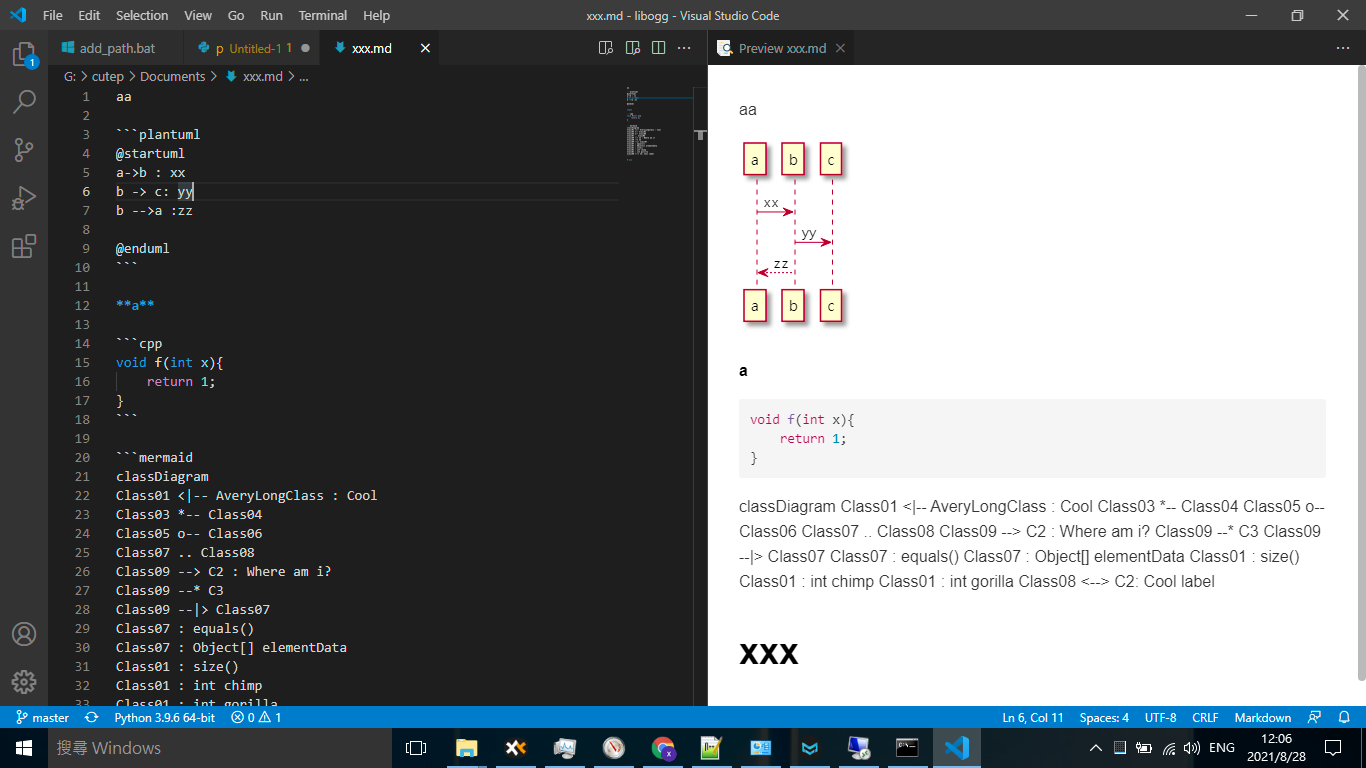 File Edit Selection View Go Run Terminal Help
xxx.md - libogg - Visual Studio Code
add_path.bat
Untitled-1 1
xxx.md
Preview xxx.md
G: > cutep > Documents > xxx.md > ...
1 aa
2
3 ```plantuml
4 @startuml
5 a->b : xx
6 b -> c: yy
7 b -->a :zz
8
9 @enduml
10 ```
11
12 **a**
13
14 ```cpp
15 void f(int x){
16 return 1;
17 }
18 ```
19
20 ```mermaid
21 classDiagram
22 Class01 <|-- AveryLongClass : Cool
23 Class03 *-- Class04
24 Class05 o-- Class06
25 Class07 .. Class08
26 Class09 --> C2 : Where am i?
27 Class09 --* C3
28 Class09 --|> Class07
29 Class07 : equals()
30 Class07 : Object[] elementData
31 Class01 : size()
32 Class01 : int chimp
33 Class01 : int gorilla
aa
a b c
xx
yy
zz
a b c
a
void f(int x){
return 1;
}
classDiagram Class01 <|-- AveryLongClass : Cool Class03 *-- Class04 Class05 o--
Class06 Class07 .. Class08 Class09 --> C2 : Where am i? Class09 --* C3 Class09
--|> Class07 Class07 : equals() Class07 : Object[] elementData Class01 : size()
Class01 : int chimp Class01 : int gorilla Class08 <--> C2: Cool label
xxx
1
master
Python 3.9.6 64-bit
0
1
Ln 6, Col 11
Spaces: 4
UTF-8
CRLF
Markdown
搜尋 Windows
ENG
12:06
2021/8/28